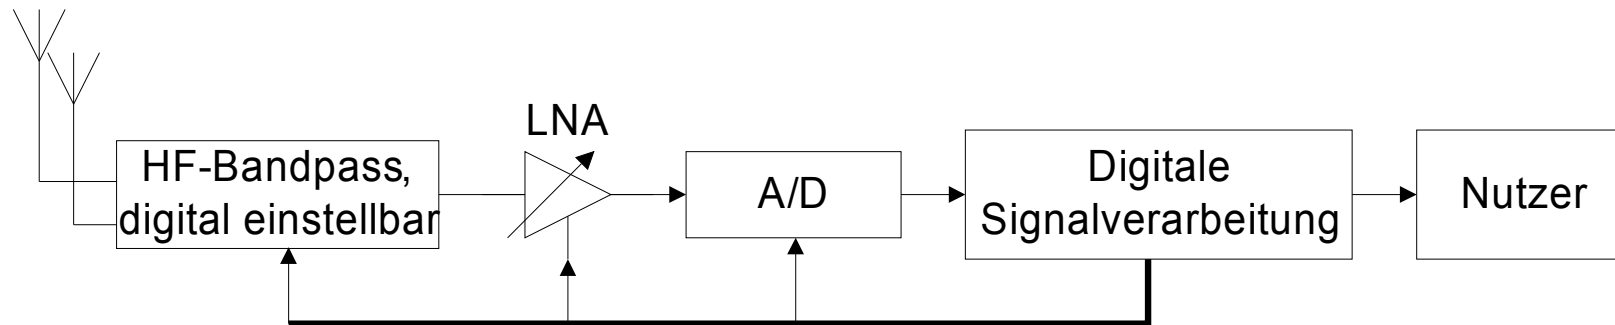 LNA
HF-Bandpass,
digital einstellbar
A/D
Digitale
Signalverarbeitung
Nutzer